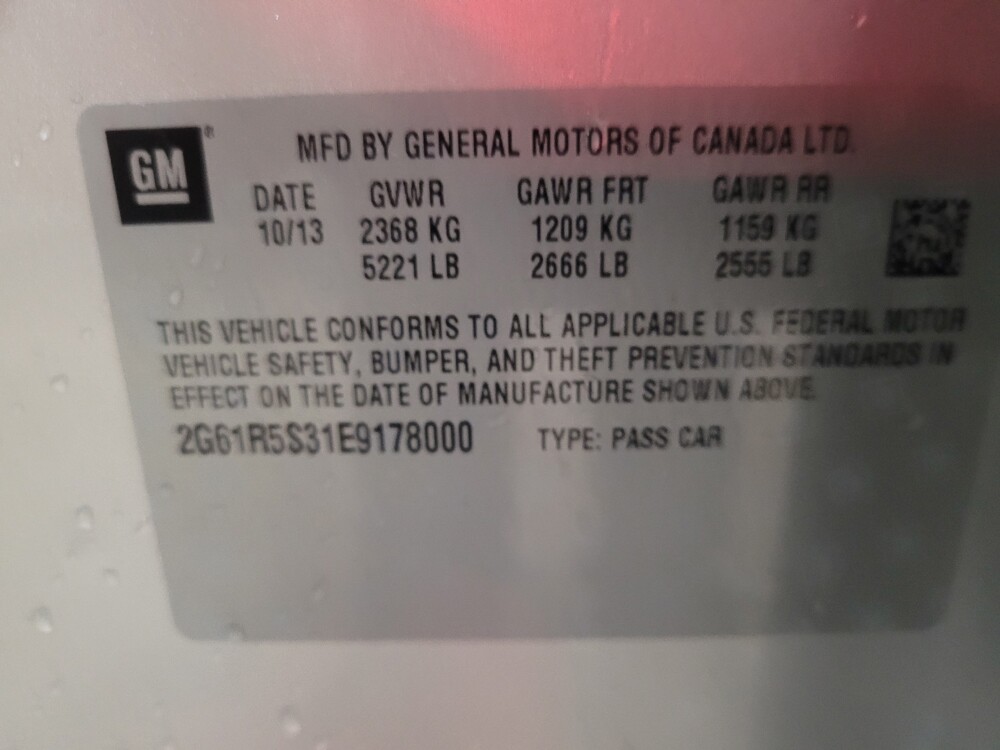 GM ®
MFD BY GENERAL MOTORS OF CANADA LTD.
DATE GVWR GAWR FRT GAWR RR
10/13 2368 KG 1209 KG 1159 KG
5221 LB 2666 LB 2555 LB
THIS VEHICLE CONFORMS TO ALL APPLICABLE U.S. FEDERAL MOTOR
VEHICLE SAFETY, BUMPER, AND THEFT PREVENTION STANDARDS IN
EFFECT ON THE DATE OF MANUFACTURE SHOWN ABOVE.
2G61R5S31E9178000 TYPE: PASS CAR